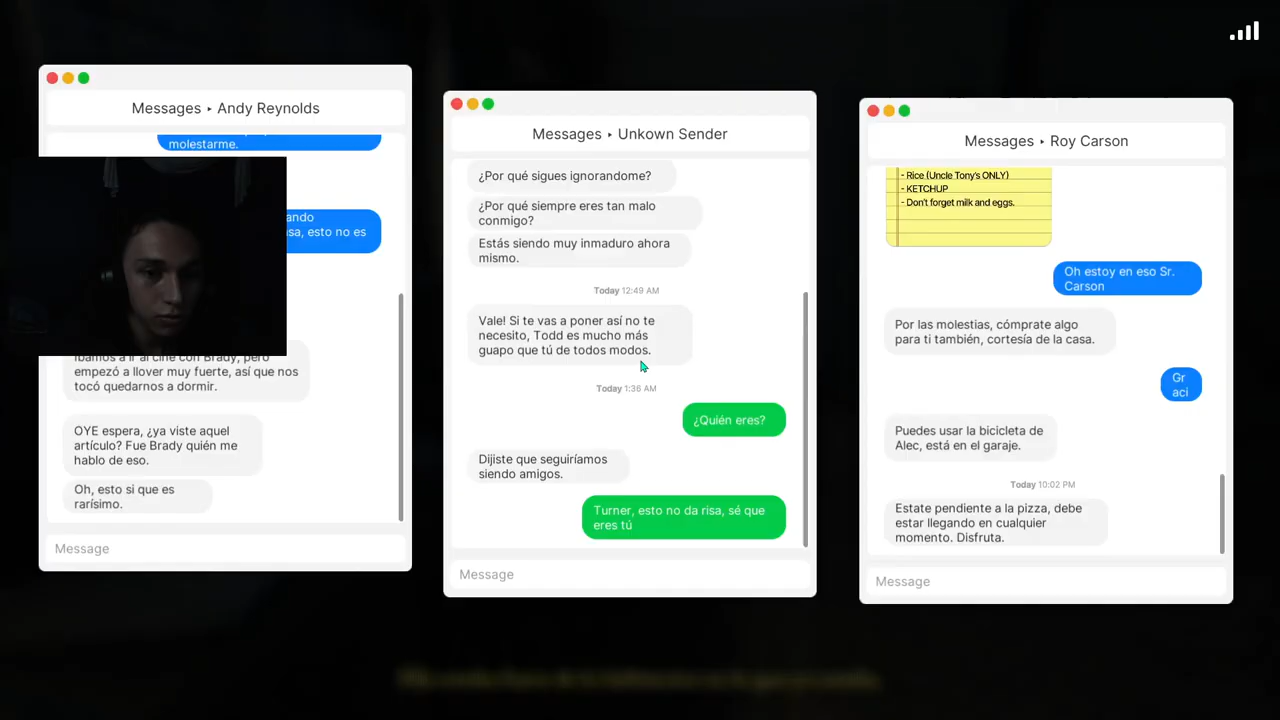 Messages ▸ Andy Reynolds
molestarme.
ando
asa, esto no es
íbamos a ir al cine con Brady, pero
empezó a llover muy fuerte, así que nos
tocó quedarnos a dormir.
OYE espera, ¿ya viste aquel
artículo? Fue Brady quién me
hablo de eso.
Oh, esto si que es
rarísimo.
Message
Messages ▸ Unkown Sender
¿Por qué sigues ignorandome?
¿Por qué siempre eres tan malo
conmigo?
Estás siendo muy inmaduro ahora
mismo.
Today 12:49 AM
Vale! Si te vas a poner así no te
necesito, Todd es mucho más
guapo que tú de todos modos.
Today 1:36 AM
¿Quién eres?
Dijiste que seguiríamos
siendo amigos.
Turner, esto no da risa, sé que
eres tú
Message
Messages ▸ Roy Carson
- Rice (Uncle Tony's ONLY)
- KETCHUP
- Don't forget milk and eggs.
Oh estoy en eso Sr.
Carson
Por las molestias, cómprate algo
para ti también, cortesía de la casa.
Gr
aci
Puedes usar la bicicleta de
Alec, está en el garaje.
Today 10:02 PM
Estate pendiente a la pizza, debe
estar llegando en cualquier
momento. Disfruta.
Message